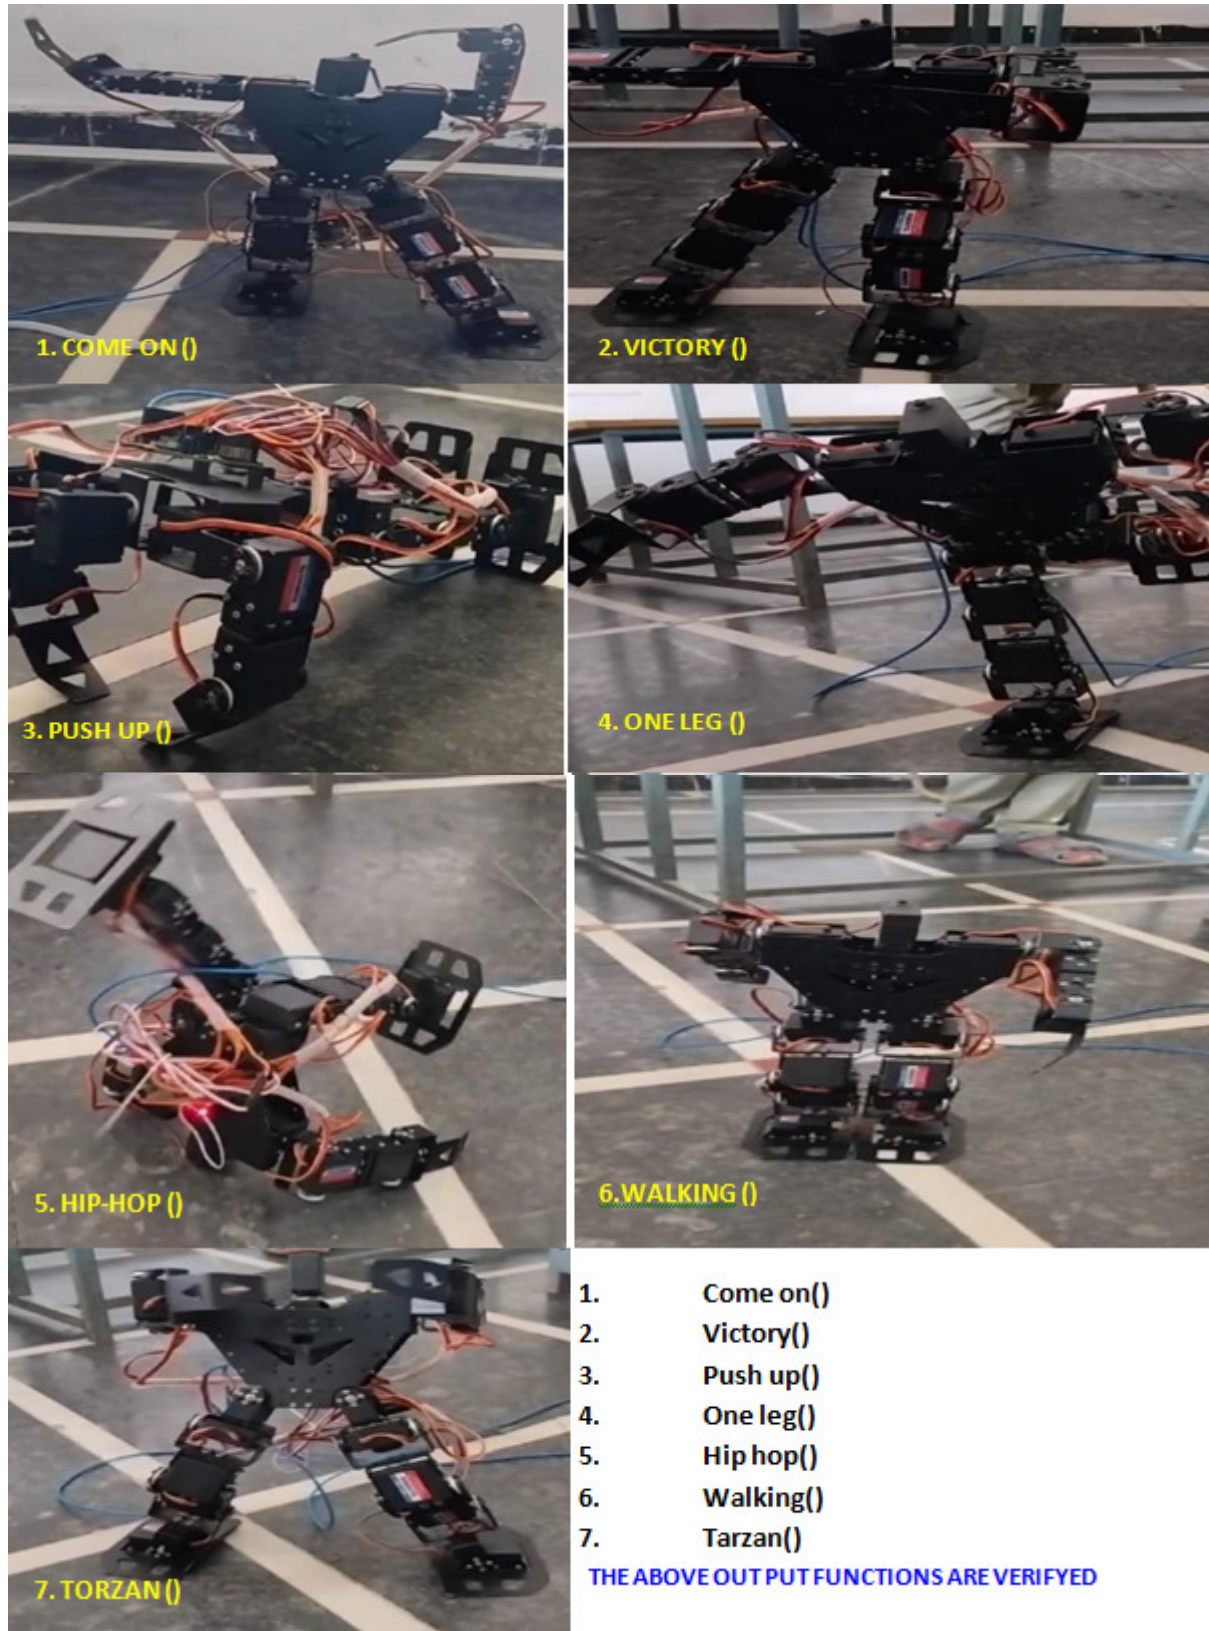 1. COME ON ()
2. VICTORY ()
3. PUSH UP ()
4. ONE LEG ()
5. HIP-HOP ()
6.WALKING ()
7. TORZAN ()
1. Come on()
2. Victory()
3. Push up()
4. One leg()
5. Hip hop()
6. Walking()
7. Tarzan()
THE ABOVE OUT PUT FUNCTIONS ARE VERIFYED